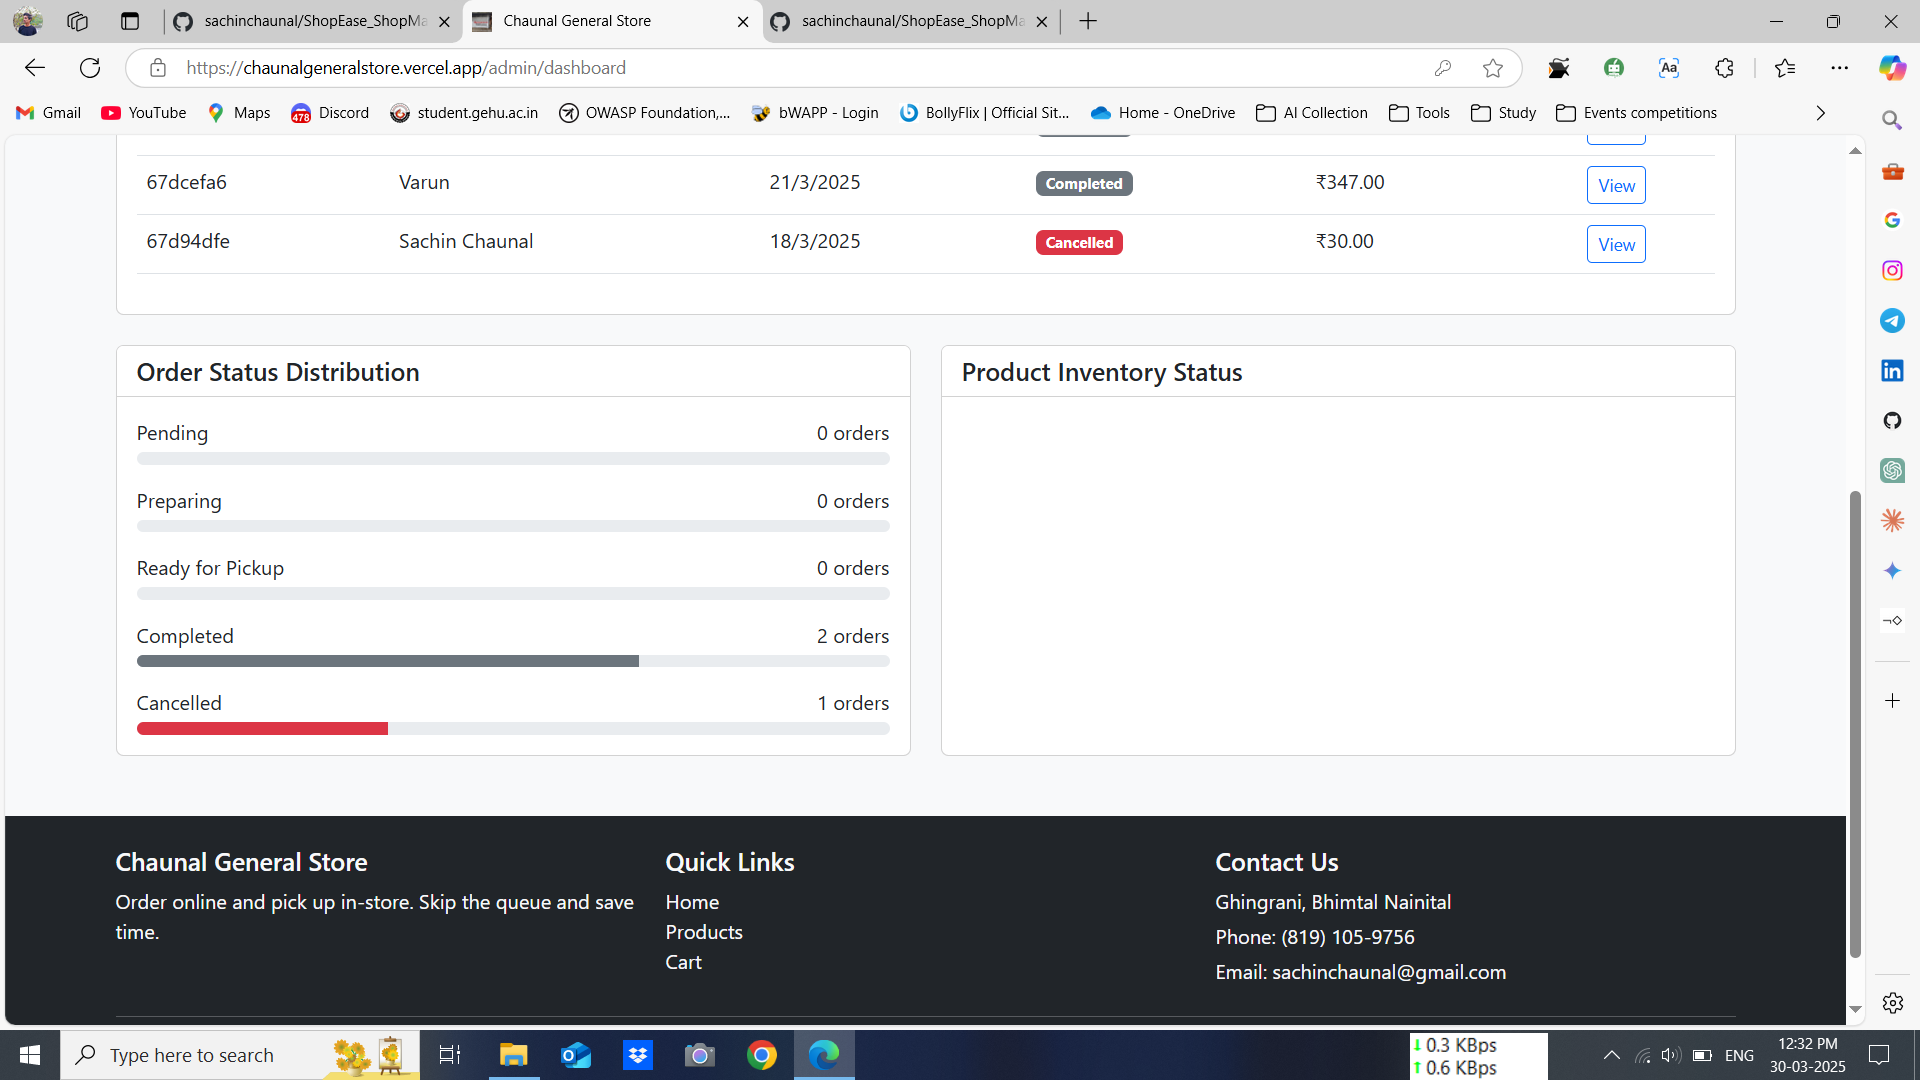 sachinchaunal/ShopEase_ShopMa
Chaunal General Store
sachinchaunal/ShopEase_ShopMa
https://chaunalgeneralstore.vercel.app/admin/dashboard
Gmail YouTube Maps 478 Discord student.gehu.ac.in OWASP Foundation,... bWAPP - Login BollyFlix | Official Sit... Home - OneDrive AI Collection Tools Study Events competitions
67dcefa6 Varun 21/3/2025 Completed ₹347.00 View
67d94dfe Sachin Chaunal 18/3/2025 Cancelled ₹30.00 View
Order Status Distribution
Pending 0 orders
Preparing 0 orders
Ready for Pickup 0 orders
Completed 2 orders
Cancelled 1 orders
Product Inventory Status
Chaunal General Store
Order online and pick up in-store. Skip the queue and save
time.
Quick Links
Home
Products
Cart
Contact Us
Ghingrani, Bhimtal Nainital
Phone: (819) 105-9756
Email: sachinchaunal@gmail.com
Type here to search
0.3 KBps
0.6 KBps
ENG
12:32 PM
30-03-2025